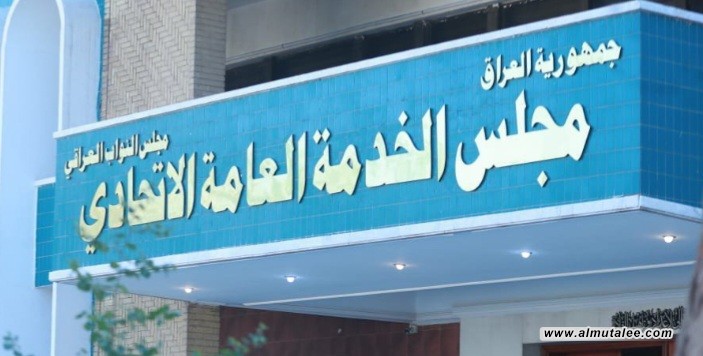 جمهورية العراق
مجلس النواب العراقي
مجلس الخدمة العامة الاتحادي
www.almutalee.com